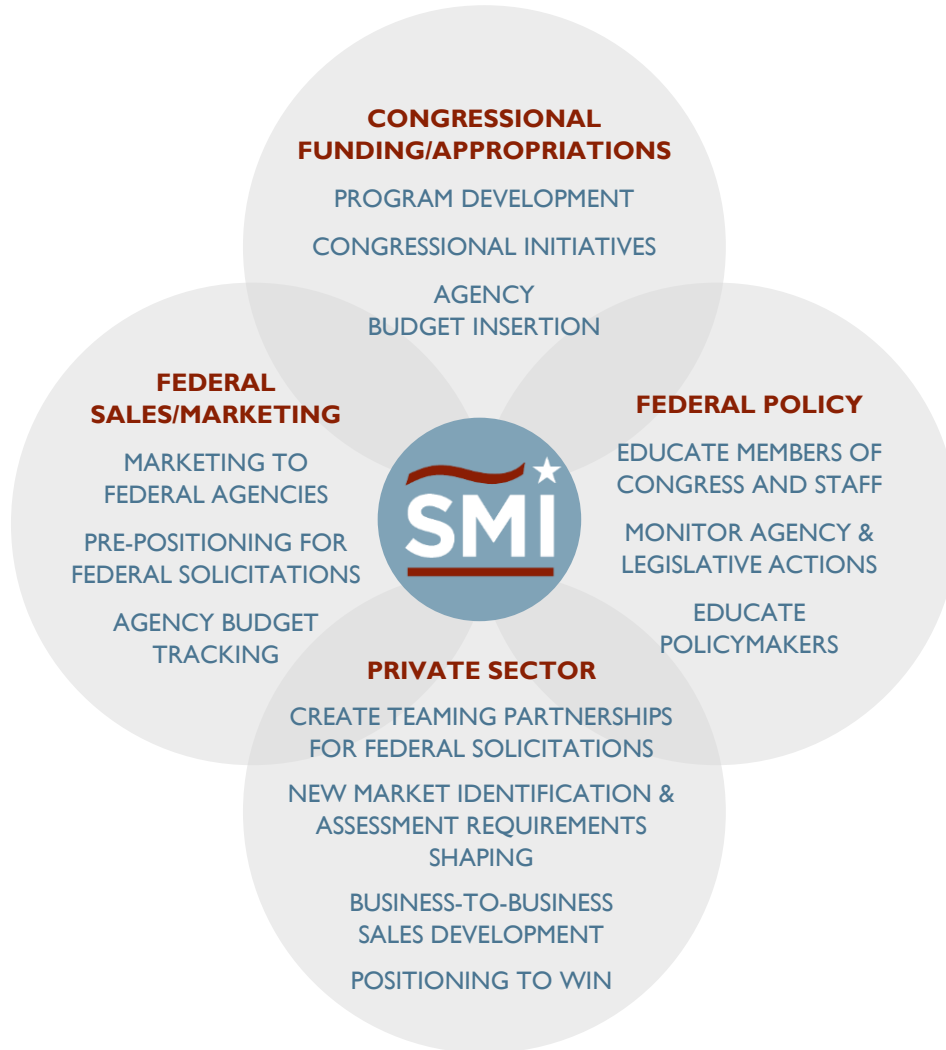 CONGRESSIONAL
FUNDING/APPROPRIATIONS
PROGRAM DEVELOPMENT
CONGRESSIONAL INITIATIVES
AGENCY
BUDGET INSERTION
FEDERAL
SALES/MARKETING
MARKETING TO
FEDERAL AGENCIES
PRE-POSITIONING FOR
FEDERAL SOLICITATIONS
AGENCY BUDGET
TRACKING
SMI
FEDERAL POLICY
EDUCATE MEMBERS OF
CONGRESS AND STAFF
MONITOR AGENCY &
LEGISLATIVE ACTIONS
EDUCATE
POLICYMAKERS
PRIVATE SECTOR
CREATE TEAMING PARTNERSHIPS
FOR FEDERAL SOLICITATIONS
NEW MARKET IDENTIFICATION &
ASSESSMENT REQUIREMENTS
SHAPING
BUSINESS-TO-BUSINESS
SALES DEVELOPMENT
POSITIONING TO WIN